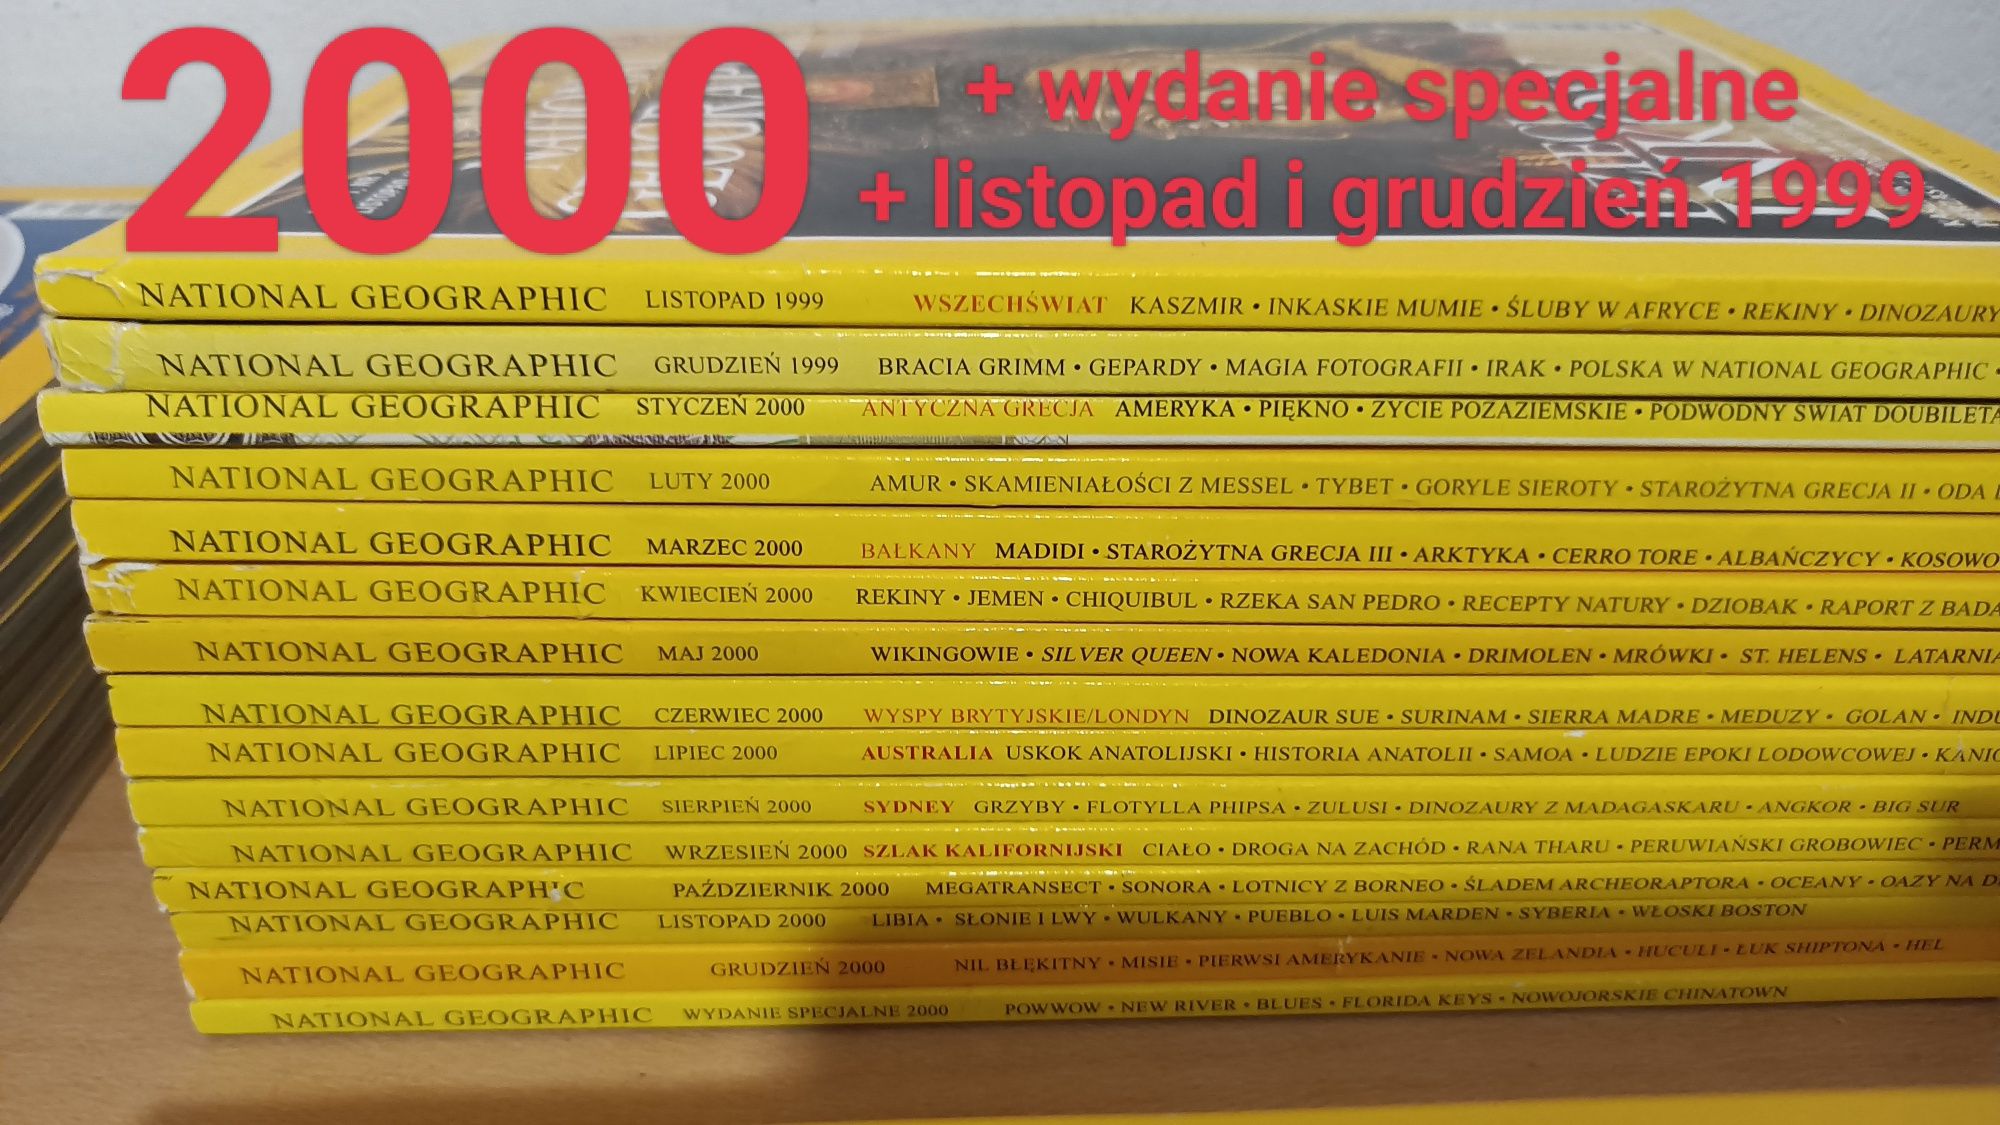 2000
+ wydanie specjalne
+ listopad i grudzień 1999
NATIONAL GEOGRAPHIC LISTOPAD 1999 WSZECHŚWIAT KASZMIR • INKASKIE MUMIE • ŚLUBY W AFRYCE • REKINY • DINOZAURY
NATIONAL GEOGRAPHIC GRUDZIEŃ 1999 BRACIA GRIMM • GEPARDY • MAGIA FOTOGRAFII • IRAK • POLSKA W NATIONAL GEOGRAPHIC •
NATIONAL GEOGRAPHIC STYCZEŃ 2000 ANTYCZNA GRECJA AMERYKA • PIĘKNO • ŻYCIE POZAZIEMSKIE • PODWODNY ŚWIAT DOUBILETA
NATIONAL GEOGRAPHIC LUTY 2000 AMUR • SKAMIENIAŁOŚCI Z MESSEL • TYBET • GORYLE SIEROTY • STAROŻYTNA GRECJA II • ODA
NATIONAL GEOGRAPHIC MARZEC 2000 BAŁKANY MADIDI • STAROŻYTNA GRECJA III • ARKTYKA • CERRO TORE • ALBAŃCZYCY • KOSOWO
NATIONAL GEOGRAPHIC KWIECIEŃ 2000 REKINY • JEMEN • CHIQUIBUL • RZEKA SAN PEDRO • RECEPTY NATURY • DZIOBAK • RAPORT Z BADA
NATIONAL GEOGRAPHIC MAJ 2000 WIKINGOWIE • SILVER QUEEN • NOWA KALEDONIA • DRIMOLEN • MRÓWKI • ST. HELENS • LATARNIA
NATIONAL GEOGRAPHIC CZERWIEC 2000 WYSPY BRYTYJSKIE/LONDYN DINOZAUR SUE • SURINAM • SIERRA MADRE • MEDUZY • GOLAN • INDU
NATIONAL GEOGRAPHIC LIPIEC 2000 AUSTRALIA USKOK ANATOLIJSKI • HISTORIA ANATOLII • SAMOA • LUDZIE EPOKI LODOWCOWEJ • KANIO
NATIONAL GEOGRAPHIC SIERPIEŃ 2000 SYDNEY GRZYBY • FLOTYLLA PHIPSA • ZULUSI • DINOZAURY Z MADAGASKARU • ANGKOR • BIG SUR
NATIONAL GEOGRAPHIC WRZESIEŃ 2000 SZLAK KALIFORNIJSKI CIAŁO • DROGA NA ZACHÓD • RANA THARU • PERUWIAŃSKI GROBOWIEC • PERM
NATIONAL GEOGRAPHIC PAŹDZIERNIK 2000 MEGATRANSECT • SONORA • LOTNICY Z BORNEO • ŚLADEM ARCHEORAPTORA • OCEANY • OAZY NA D
NATIONAL GEOGRAPHIC LISTOPAD 2000 LIBIA • SŁONIE I LWY • WULKANY • PUEBLO • LUIS MARDEN • SYBERIA • WŁOSKI BOSTON
NATIONAL GEOGRAPHIC GRUDZIEŃ 2000 NIL BŁĘKITNY • MISIE • PIERWSI AMERYKANIE • NOWA ZELANDIA • HUCULI • ŁUK SHIPTONA • HEL
NATIONAL GEOGRAPHIC WYDANIE SPECJALNE 2000 POWWOW • NEW RIVER • BLUES • FLORIDA KEYS • NOWOJORSKIE CHINATOWN